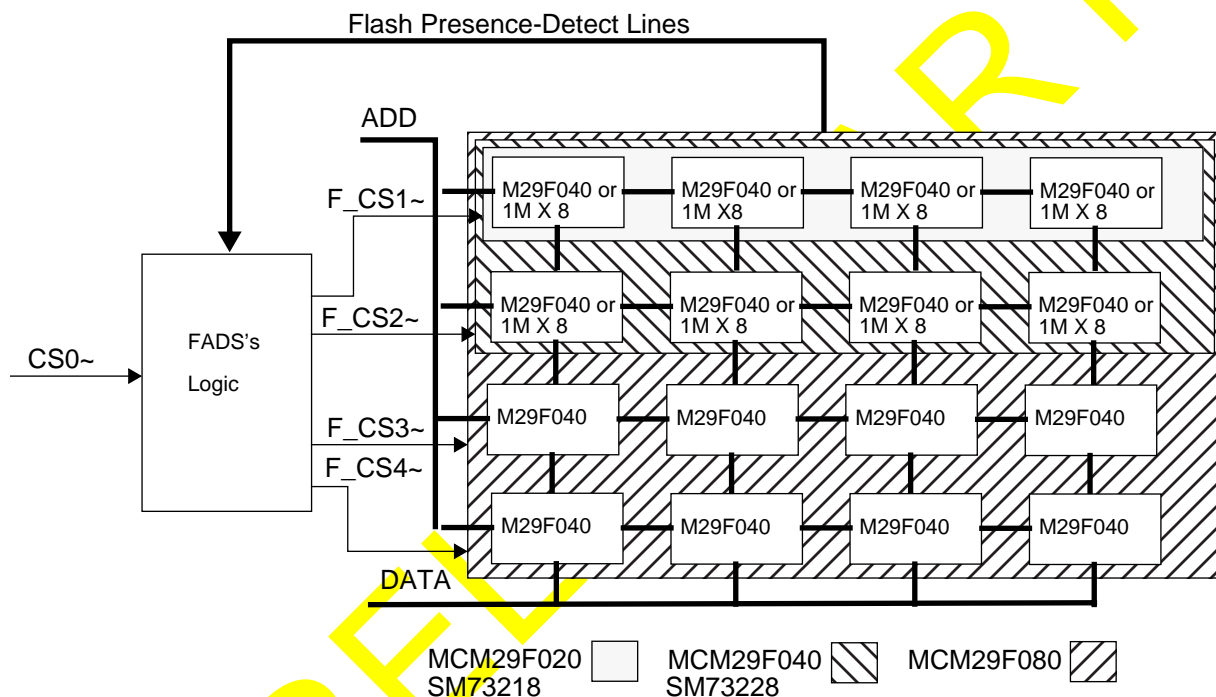 Flash Presence-Detect Lines
ADD
F_CS1~
F_CS2~
F_CS3~
F_CS4~
CS0~
FADS's
Logic
M29F040 or
1M X 8
M29F040 or
1M X8
M29F040 or
1M X 8
M29F040 or
1M X 8
M29F040 or
1M X 8
M29F040 or
1M X 8
M29F040 or
1M X 8
M29F040 or
1M X 8
M29F040
M29F040
M29F040
M29F040
M29F040
M29F040
M29F040
M29F040
DATA
MCM29F020
SM73218
MCM29F040
SM73228
MCM29F080